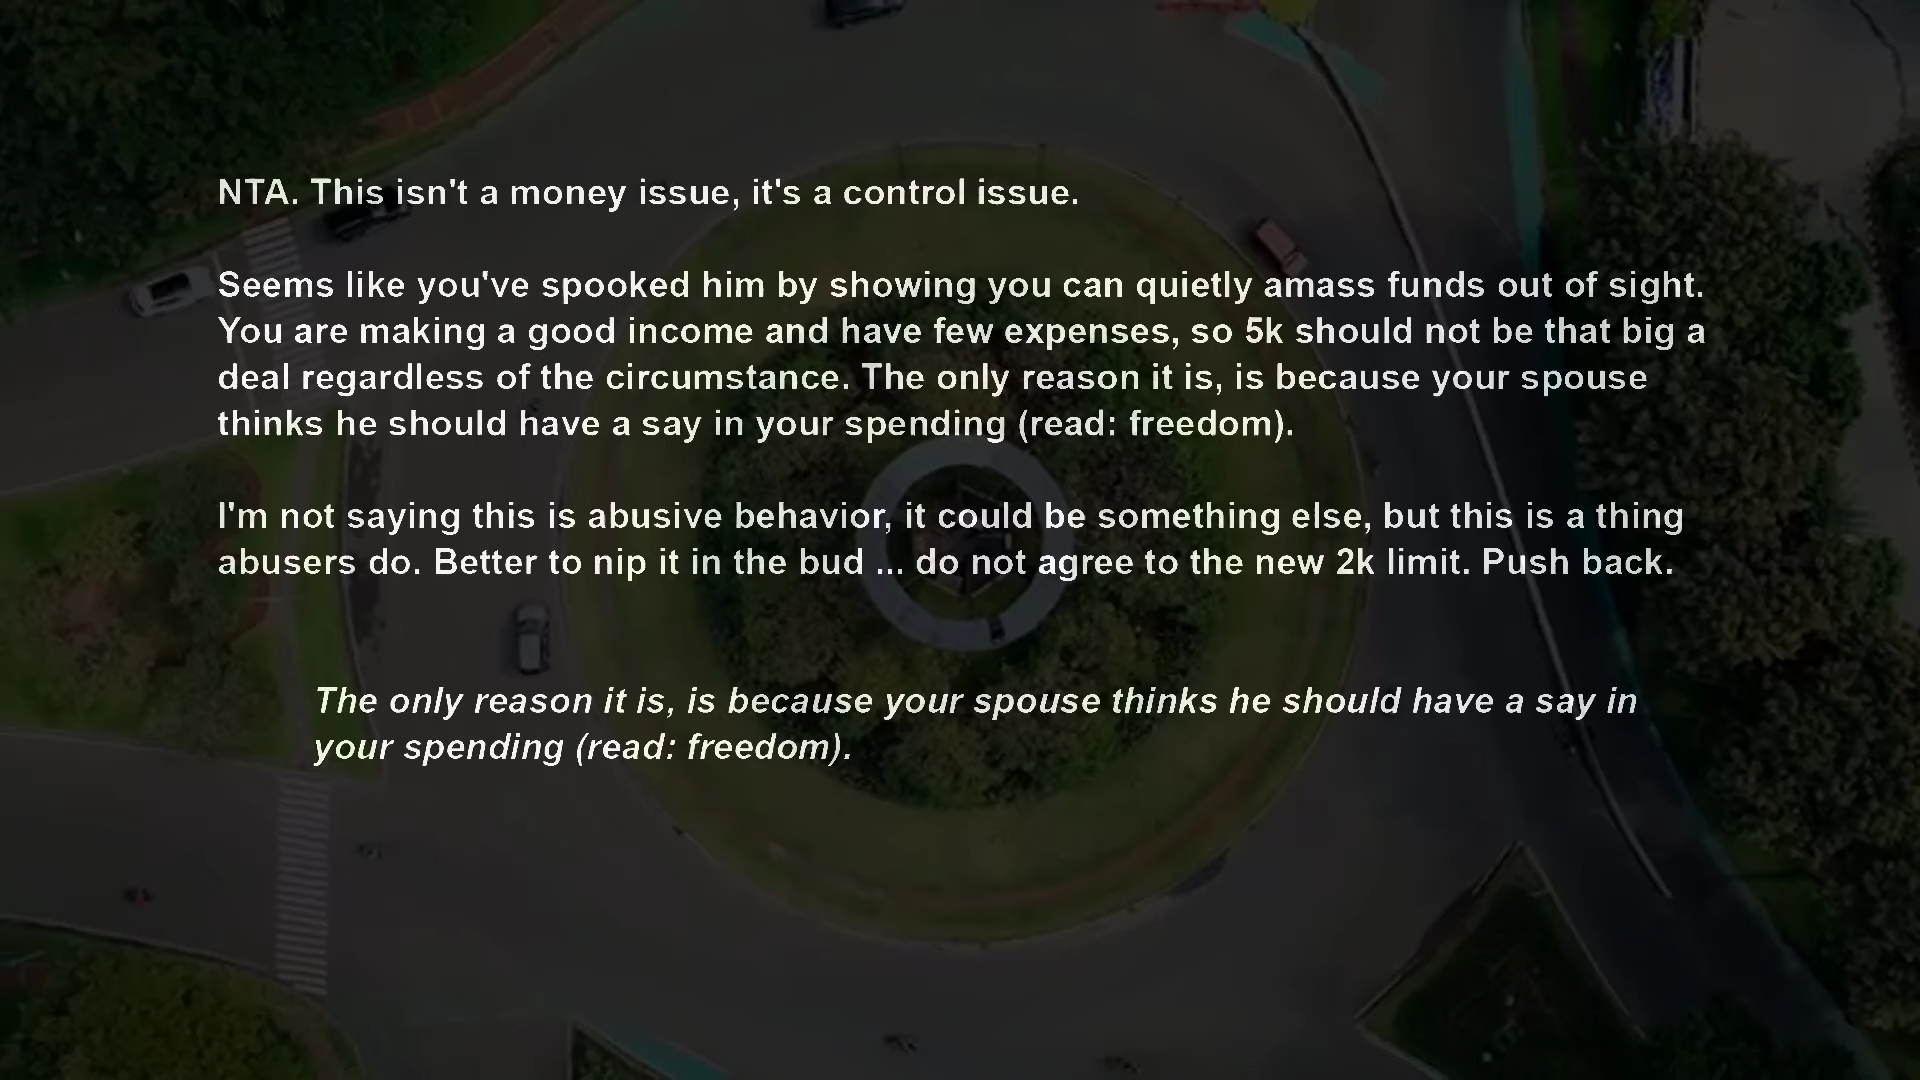 NTA. This isn't a money issue, it's a control issue.
Seems like you've spooked him by showing you can quietly amass funds out of sight.
You are making a good income and have few expenses, so 5k should not be that big a
deal regardless of the circumstance. The only reason it is, is because your spouse
thinks he should have a say in your spending (read: freedom).
I'm not saying this is abusive behavior, it could be something else, but this is a thing
abusers do. Better to nip it in the bud ... do not agree to the new 2k limit. Push back.
The only reason it is, is because your spouse thinks he should have a say in
your spending (read: freedom).